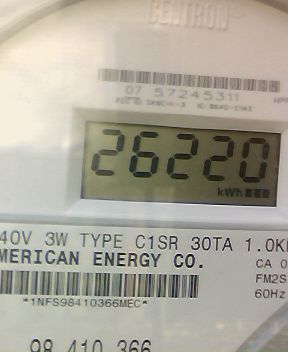 CENTRON
07 57245311
26220
kWh
40V 3W TYPE C1SR 30TA 1.0K
MERICAN ENERGY CO.
CA 0
FM2S
*1NFS98410366MEC*
60Hz
98 410 366